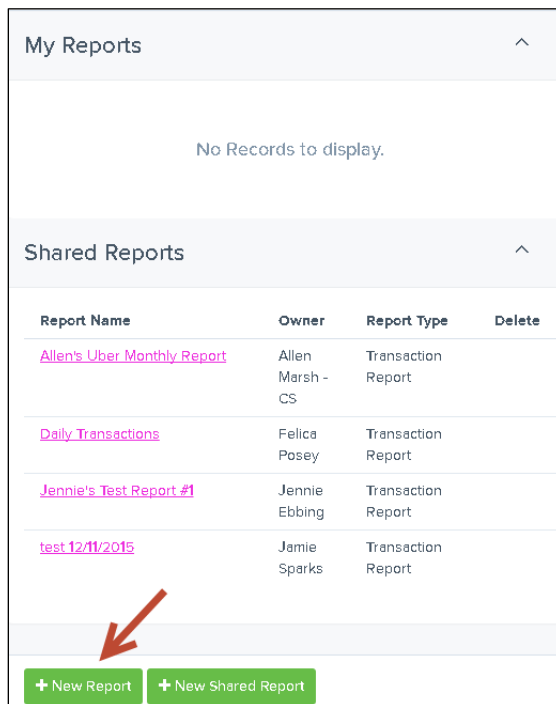 My Reports
No Records to display.
Shared Reports
Report Name Owner Report Type Delete
Allen's Uber Monthly Report Allen Transaction
Marsh - Report
CS
Daily Transactions Felica Transaction
Posey Report
Jennie's Test Report #1 Jennie Transaction
Ebbing Report
test 12/11/2015 Jamie Transaction
Sparks Report
+ New Report + New Shared Report